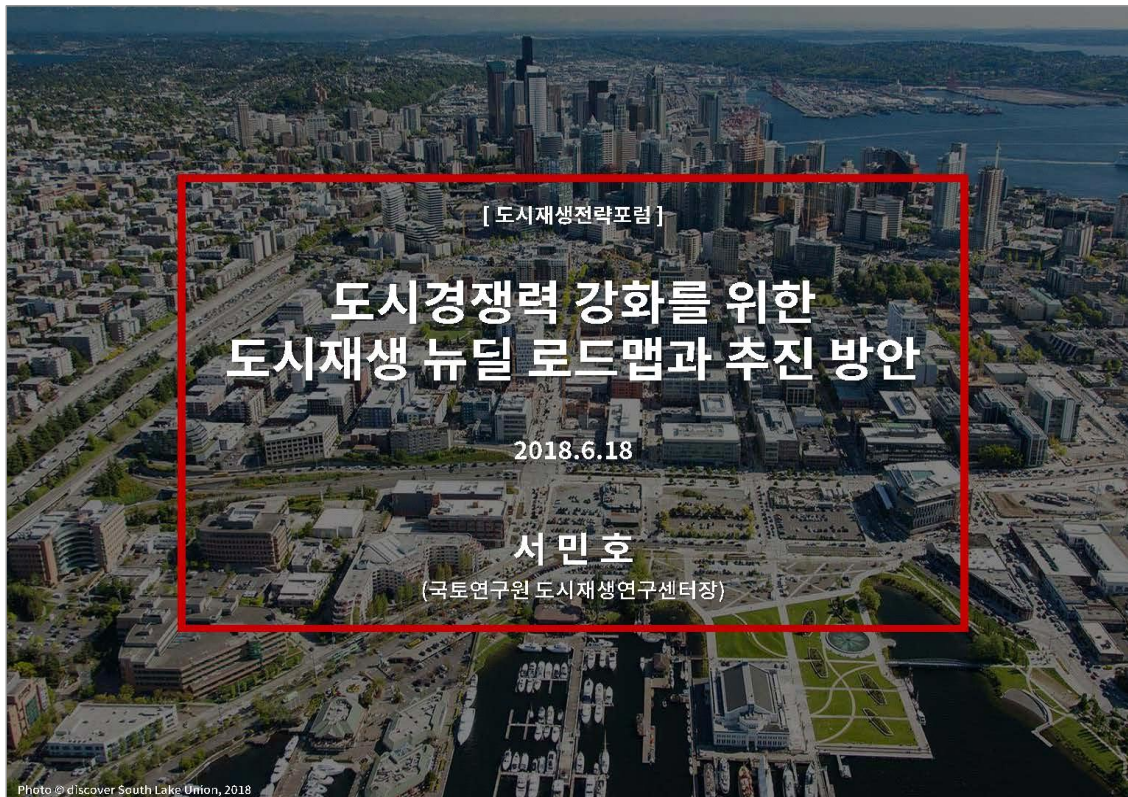 [ 도시재생전략포럼 ]
도시경쟁력 강화를 위한
도시재생 뉴딜 로드맵과 추진 방안
2018.6.18
서 민 호
(국토연구원 도시재생연구센터장)
Photo © discover South Lake Union, 2018